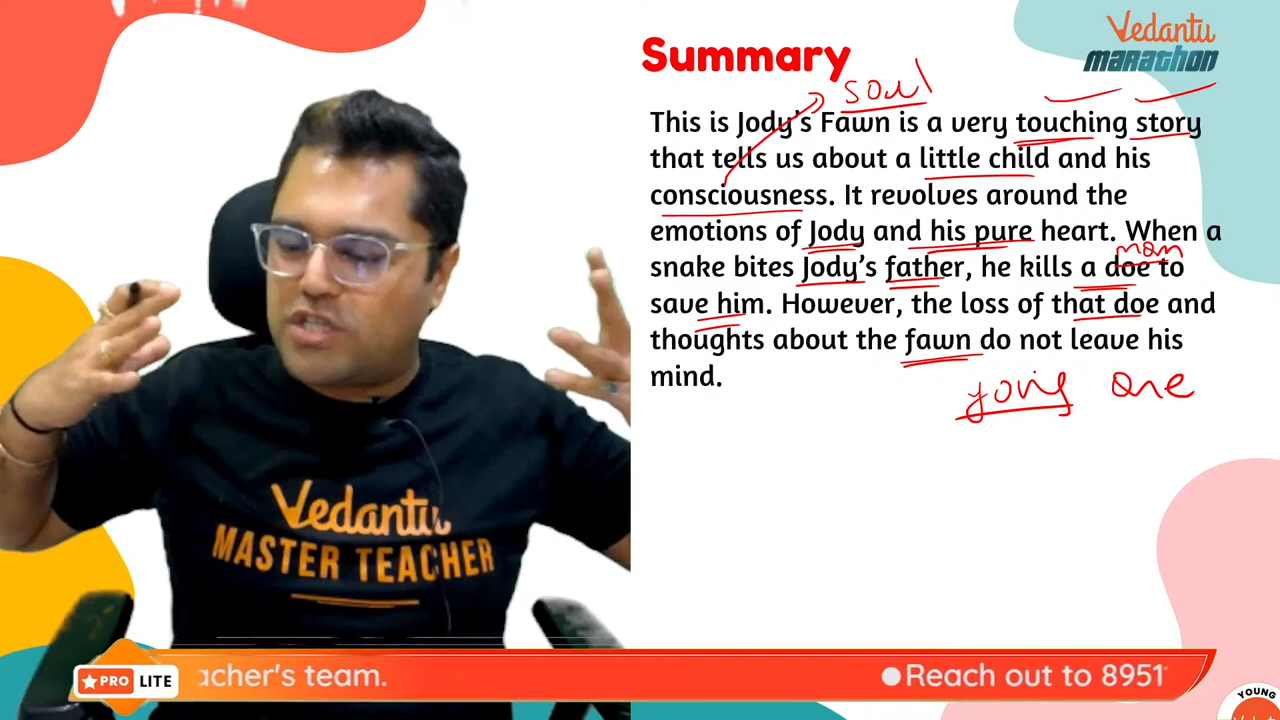 Vedantu
MARATHON
Summary
soul
This is Jody's Fawn is a very touching story
that tells us about a little child and his
consciousness. It revolves around the
emotions of Jody and his pure heart. When a
mom
snake bites Jody's father, he kills a doe to
save him. However, the loss of that doe and
thoughts about the fawn do not leave his
mind.
one
Vedantu
MASTER TEACHER
PRO LITE
acher's team.
Reach out to 8951
YOUNG